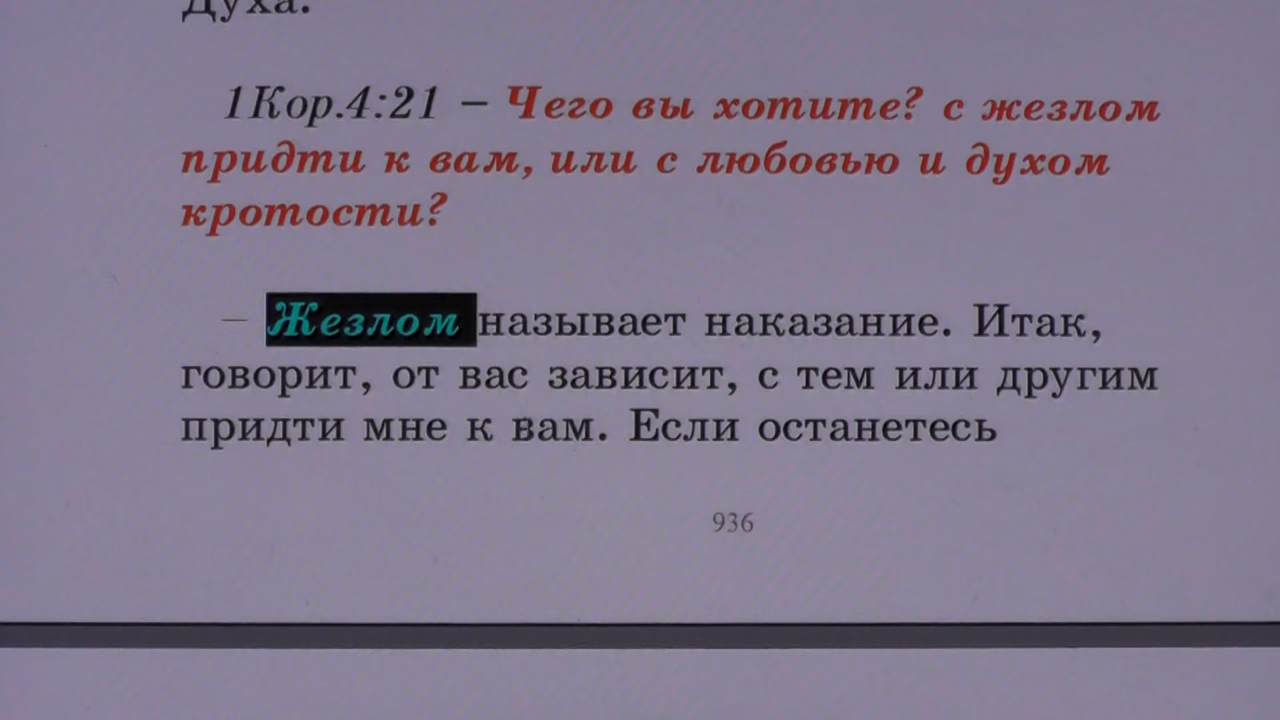 Духа.
1Кор.4:21 – Чего вы хотите? с жезлом
придти к вам, или с любовью и духом
кротости?
– Жезлом называет наказание. Итак,
говорит, от вас зависит, с тем или другим
придти мне к вам. Если останетесь
936